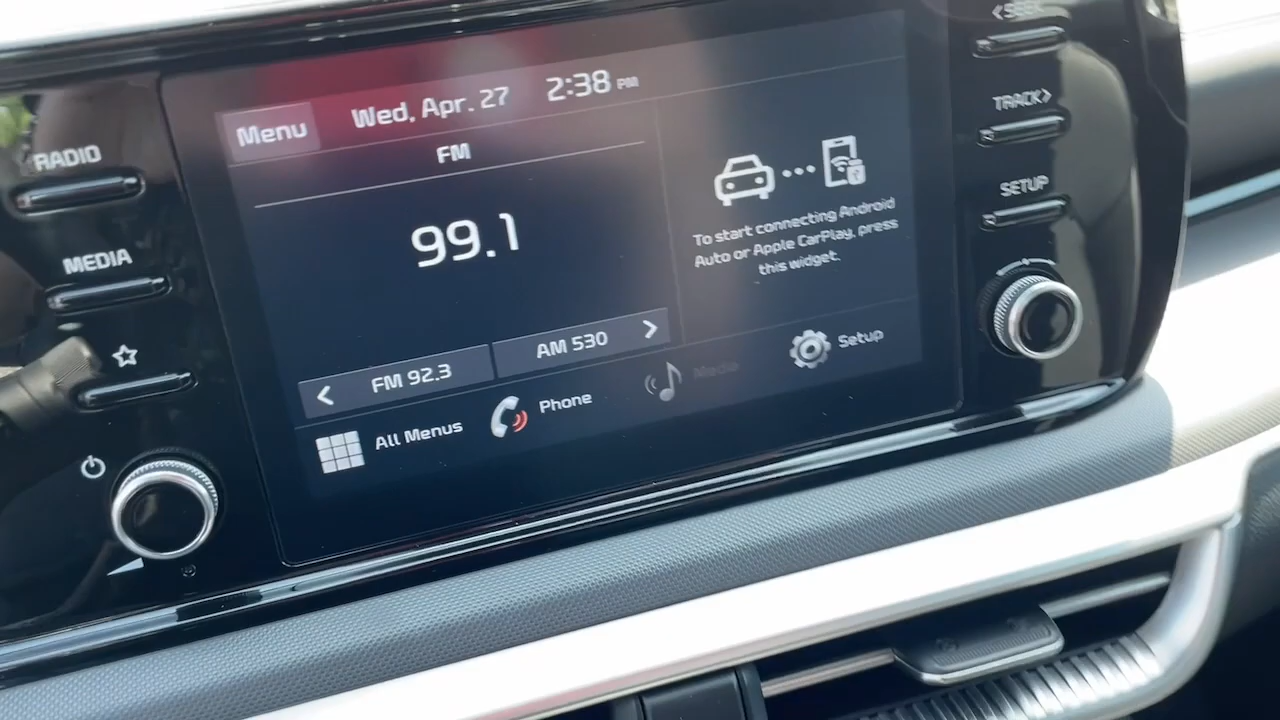 < SEEK
RADIO
Menu
Wed, Apr. 27
2:38 PM
TRACK >
FM
MEDIA
99.1
SETUP
To start connecting Android
Auto or Apple CarPlay, press
this widget.
< FM 92.3
AM 530 >
All Menus
Phone
Media
Setup